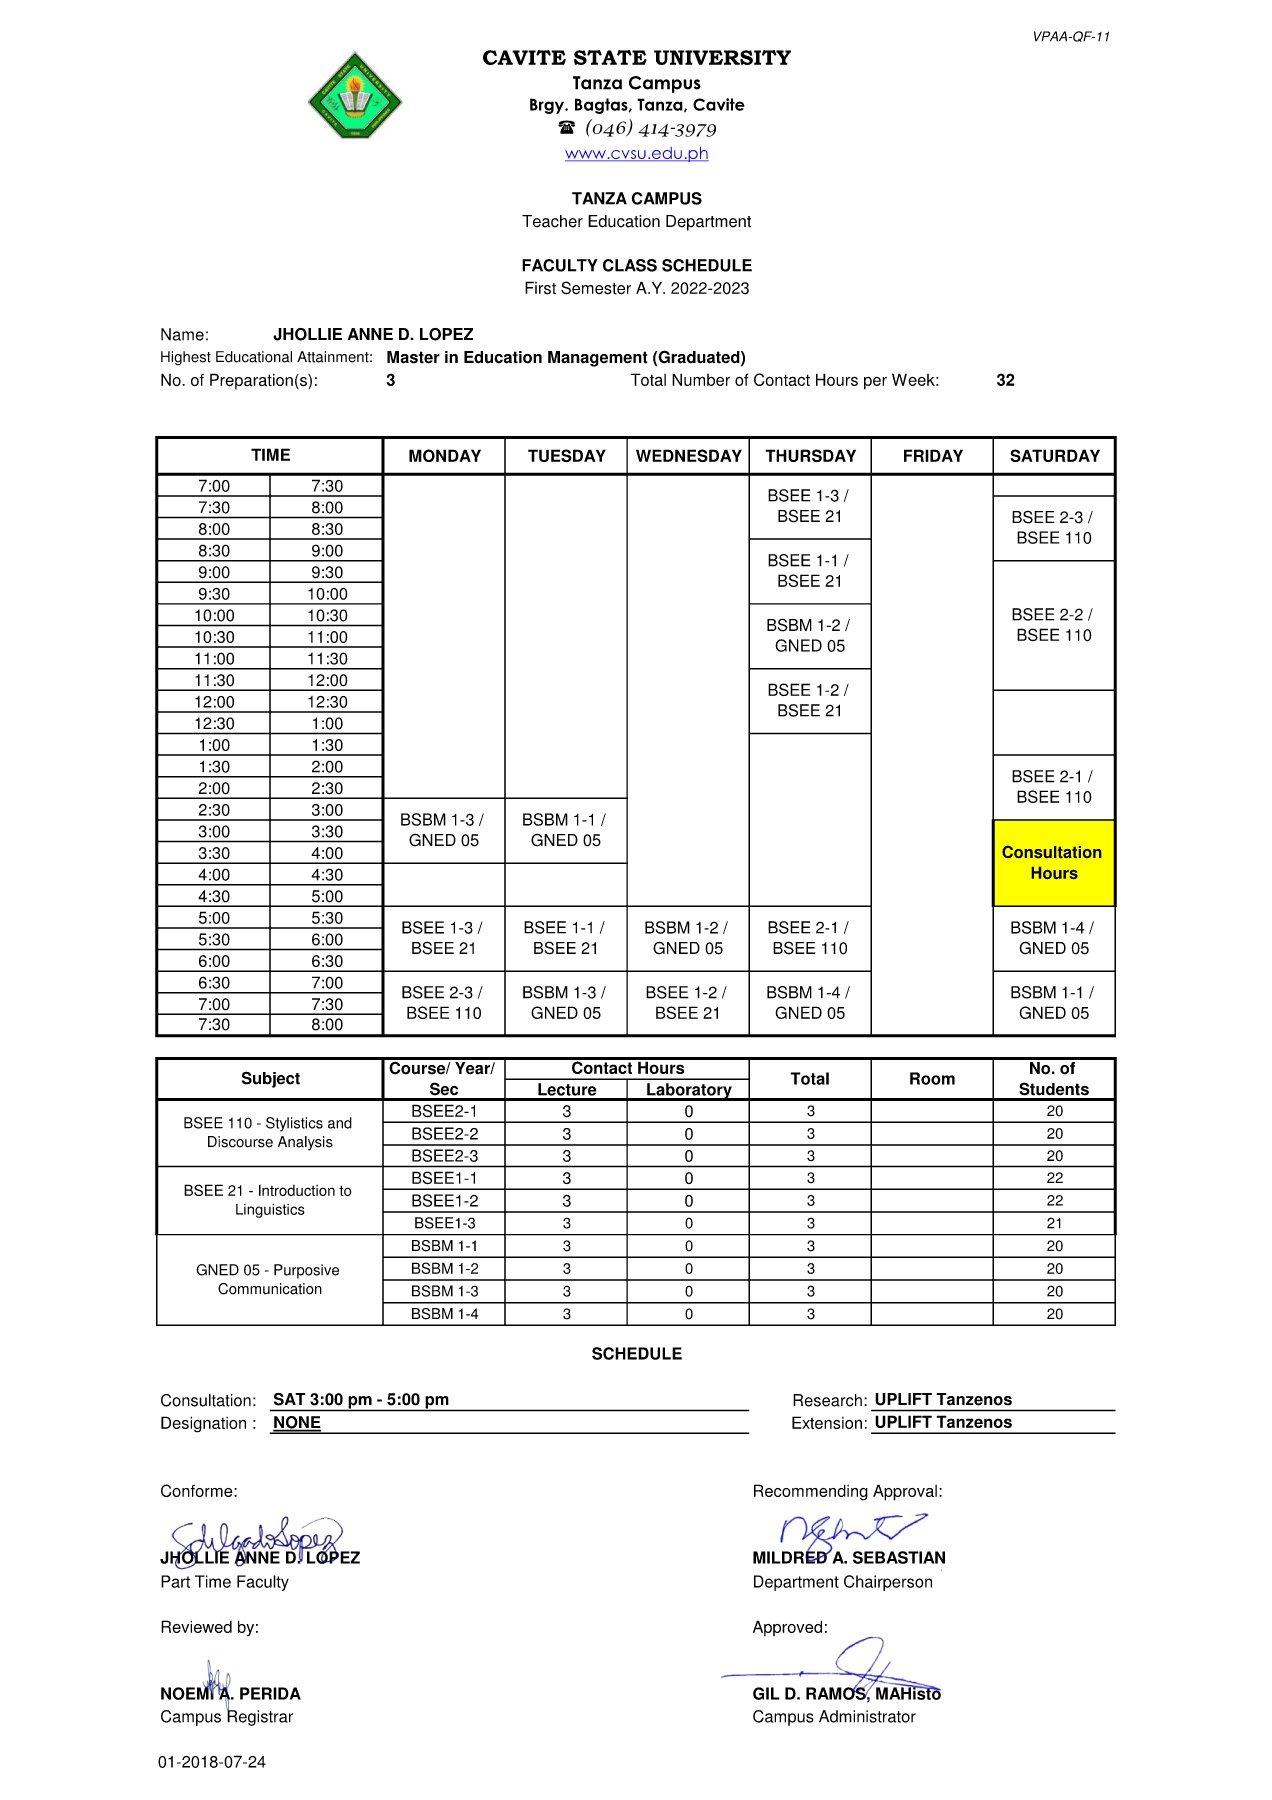 VPAA-QF-11
CAVITE STATE UNIVERSITY
Tanza Campus
Brgy. Bagtas, Tanza, Cavite
☎ (046) 414-3979
www.cvsu.edu.ph
TANZA CAMPUS
Teacher Education Department
FACULTY CLASS SCHEDULE
First Semester A.Y. 2022-2023
Name: JHOLLIE ANNE D. LOPEZ
Highest Educational Attainment: Master in Education Management (Graduated)
No. of Preparation(s): 3 Total Number of Contact Hours per Week: 32
TIME MONDAY TUESDAY WEDNESDAY THURSDAY FRIDAY SATURDAY
7:00 7:30
BSEE 1-3 /
BSEE 21
7:30 8:00
8:00 8:30
BSEE 2-3 /
BSEE 110
8:30 9:00
BSEE 1-1 /
BSEE 21
9:00 9:30
9:30 10:00
10:00 10:30
BSBM 1-2 /
GNED 05
BSEE 2-2 /
BSEE 110
10:30 11:00
11:00 11:30
11:30 12:00
BSEE 1-2 /
BSEE 21
12:00 12:30
12:30 1:00
1:00 1:30
1:30 2:00
BSEE 2-1 /
BSEE 110
2:00 2:30
2:30 3:00
BSBM 1-3 /
GNED 05
BSBM 1-1 /
GNED 05
3:00 3:30
3:30 4:00
Consultation
Hours
4:00 4:30
4:30 5:00
5:00 5:30
BSEE 1-3 /
BSEE 21
BSEE 1-1 /
BSEE 21
BSBM 1-2 /
GNED 05
BSEE 2-1 /
BSEE 110
BSBM 1-4 /
GNED 05
5:30 6:00
6:00 6:30
6:30 7:00
BSEE 2-3 /
BSEE 110
BSBM 1-3 /
GNED 05
BSEE 1-2 /
BSEE 21
BSBM 1-4 /
GNED 05
BSBM 1-1 /
GNED 05
7:00 7:30
7:30 8:00
Subject
Course/ Year/
Sec
Contact Hours
Lecture Laboratory
Total
Room
No. of
Students
BSEE 110 - Stylistics and
Discourse Analysis
BSEE2-1 3 0 3 20
BSEE2-2 3 0 3 20
BSEE2-3 3 0 3 20
BSEE 21 - Introduction to
Linguistics
BSEE1-1 3 0 3 22
BSEE1-2 3 0 3 22
BSEE1-3 3 0 3 21
GNED 05 - Purposive
Communication
BSBM 1-1 3 0 3 20
BSBM 1-2 3 0 3 20
BSBM 1-3 3 0 3 20
BSBM 1-4 3 0 3 20
SCHEDULE
Consultation: SAT 3:00 pm - 5:00 pm Research: UPLIFT Tanzenos
Designation : NONE Extension: UPLIFT Tanzenos
Conforme: Recommending Approval:
JHOLLIE ANNE D. LOPEZ MILDRED A. SEBASTIAN
Part Time Faculty Department Chairperson
Reviewed by: Approved:
NOEMI A. PERIDA GIL D. RAMOS, MAHisto
Campus Registrar Campus Administrator
01-2018-07-24